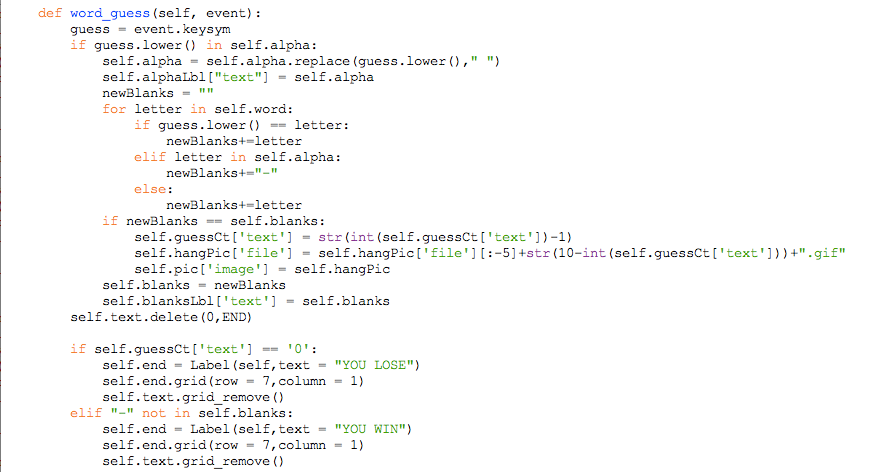 def word_guess(self, event):
    guess = event.keysym
    if guess.lower() in self.alpha:
        self.alpha = self.alpha.replace(guess.lower()," ")
        self.alphaLbl["text"] = self.alpha
        newBlanks = ""
        for letter in self.word:
            if guess.lower() == letter:
                newBlanks+=letter
            elif letter in self.alpha:
                newBlanks+="-"
            else:
                newBlanks+=letter
        if newBlanks == self.blanks:
            self.guessCt['text'] = str(int(self.guessCt['text'])-1)
            self.hangPic['file'] = self.hangPic['file'][:-5]+str(10-int(self.guessCt['text']))+".gif"
            self.pic['image'] = self.hangPic
        self.blanks = newBlanks
        self.blanksLbl['text'] = self.blanks
    self.text.delete(0,END)

    if self.guessCt['text'] == '0':
        self.end = Label(self,text = "YOU LOSE")
        self.end.grid(row = 7,column = 1)
        self.text.grid_remove()
    elif "-" not in self.blanks:
        self.end = Label(self,text = "YOU WIN")
        self.end.grid(row = 7,column = 1)
        self.text.grid_remove()